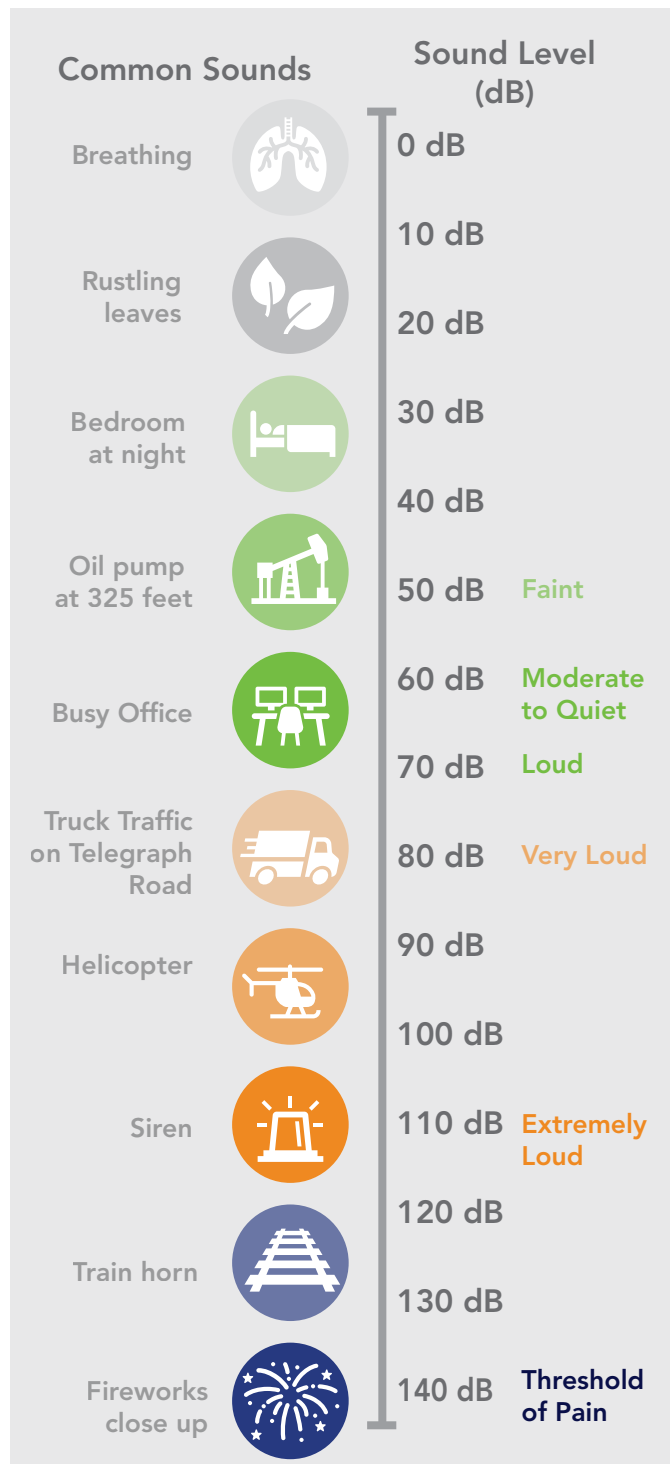 Common Sounds
Sound Level
(dB)
Breathing
0 dB
10 dB
Rustling
leaves
20 dB
Bedroom
at night
30 dB
40 dB
Oil pump
at 325 feet
50 dB
Faint
Busy Office
60 dB
Moderate
to Quiet
70 dB
Loud
Truck Traffic
on Telegraph
Road
80 dB
Very Loud
Helicopter
90 dB
100 dB
Siren
110 dB
Extremely
Loud
120 dB
Train horn
130 dB
Fireworks
close up
140 dB
Threshold
of Pain